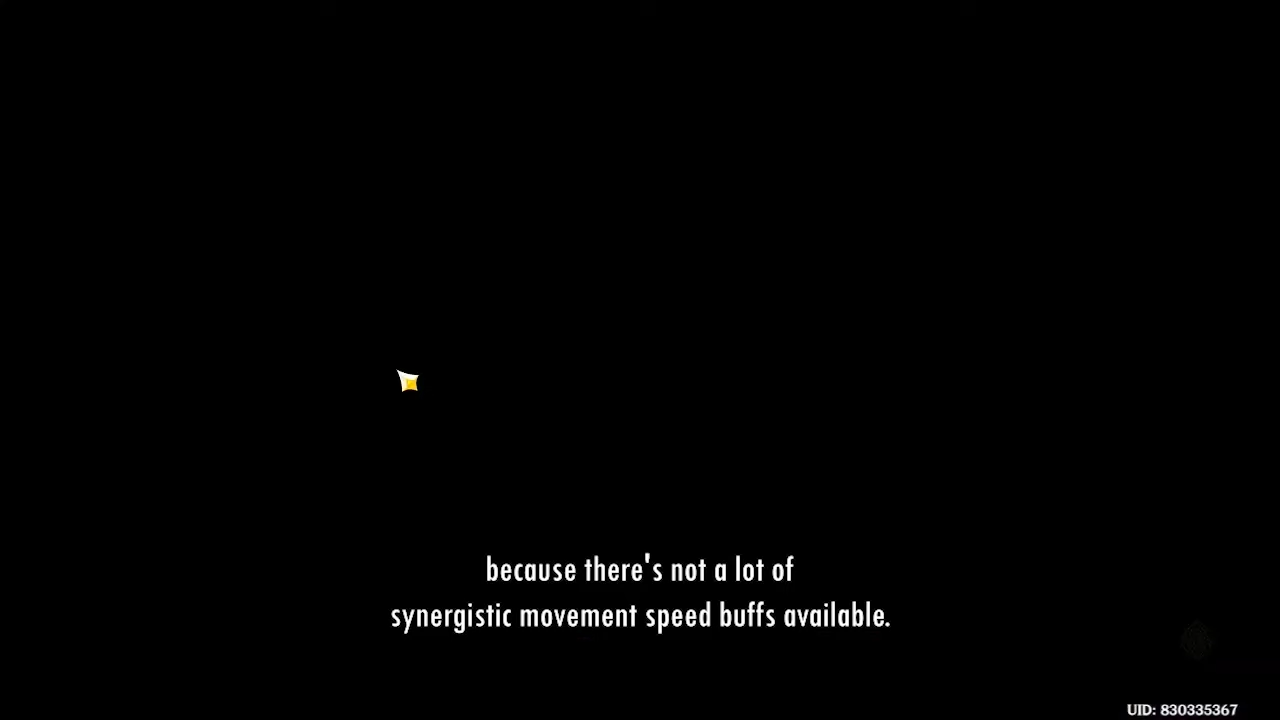 because there's not a lot of
synergistic movement speed buffs available.
UID: 830335367